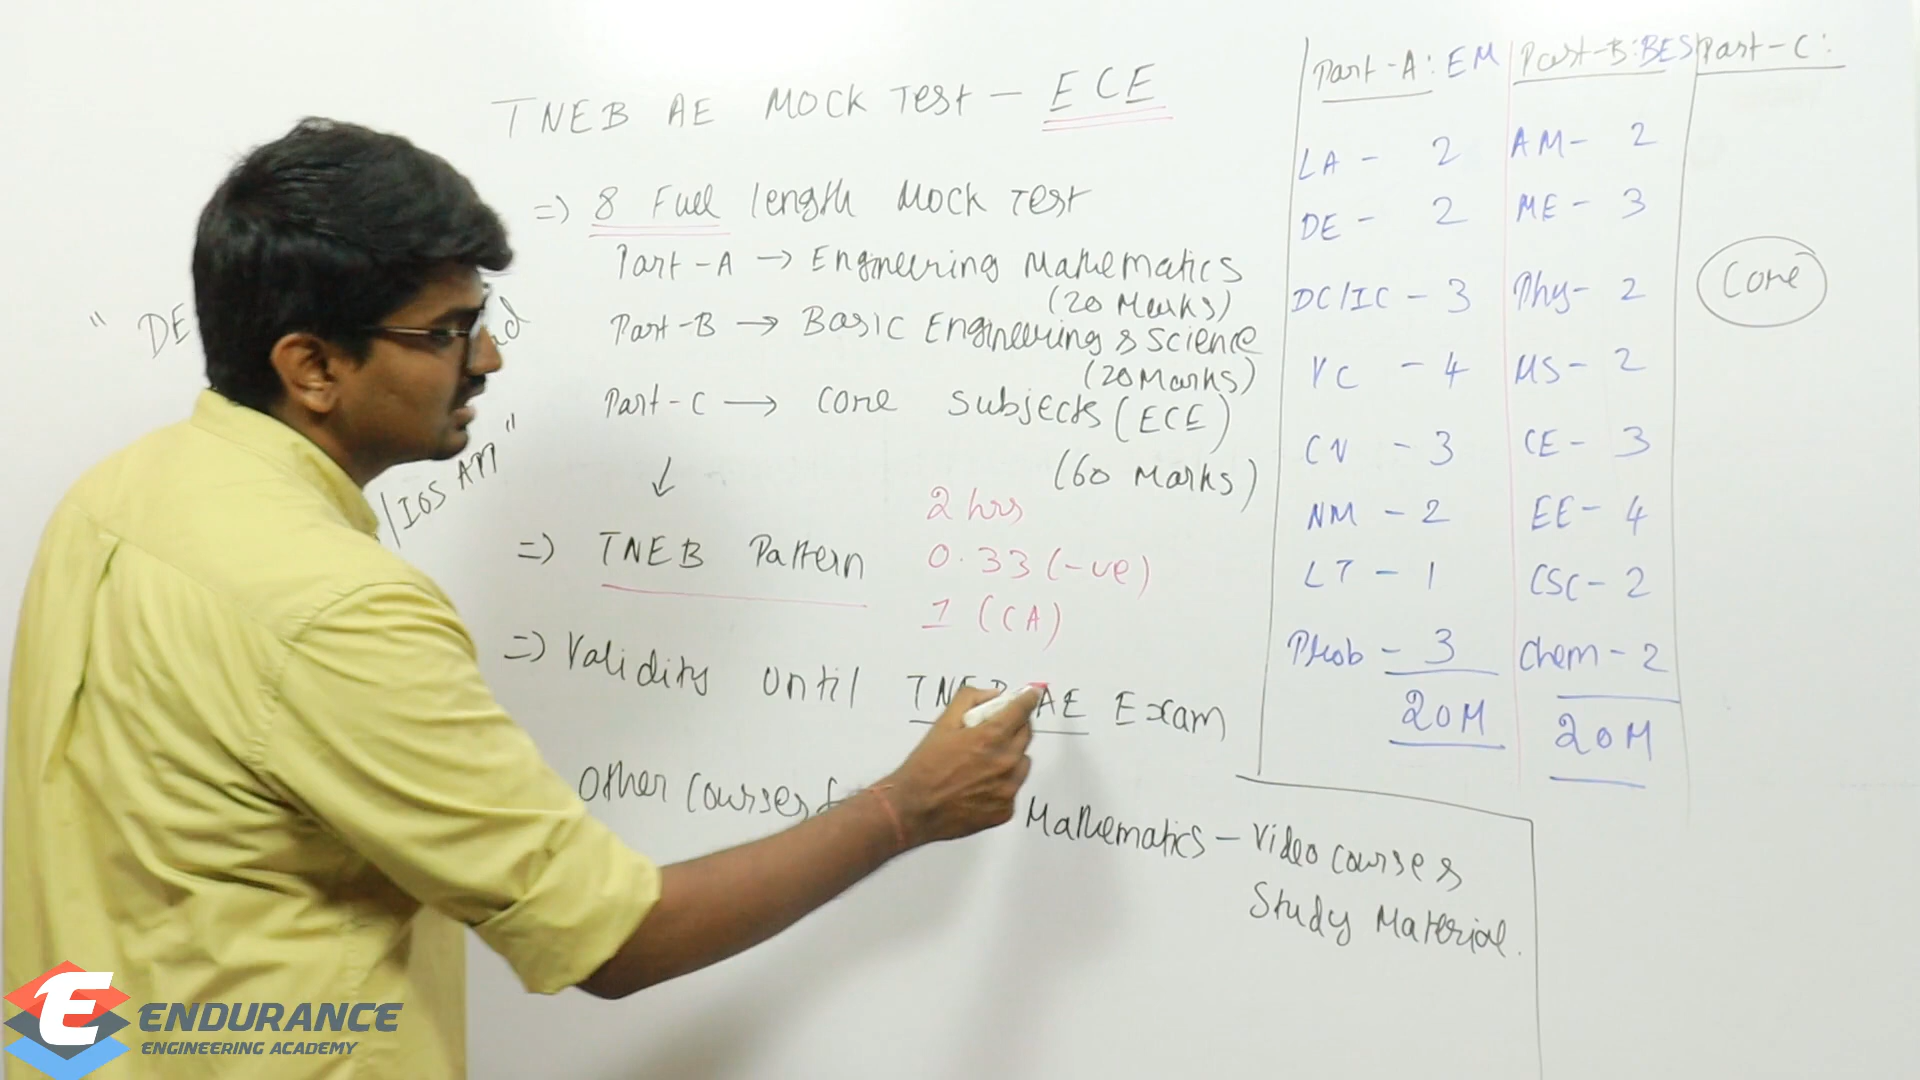 TNEB AE MOCK Test - ECE
=) 8 Full length Mock Test
Part-A → Engineering Mathematics
(20 Marks)
Part-B → Basic Engineering & Science
(20 Marks)
Part-C → Core Subjects (ECE)
(60 Marks)
2 hrs
=) TNEB Pattern
0.33 (-ve)
1 (CA)
=) Validity until TNEB AE Exam
Other Courses
Mathematics - Video courses
Study Material.
" DE
/IOS APP"
Part-A: EM
LA - 2
DE - 2
DC/IC - 3
VC - 4
CV - 3
NM - 2
LT - 1
Prob - 3
20M
Part-B: BES
AM - 2
ME - 3
Phy - 2
MS - 2
CE - 3
EE - 4
CSC - 2
Chem - 2
20M
Part-C:
Core
ENDURANCE
ENGINEERING ACADEMY